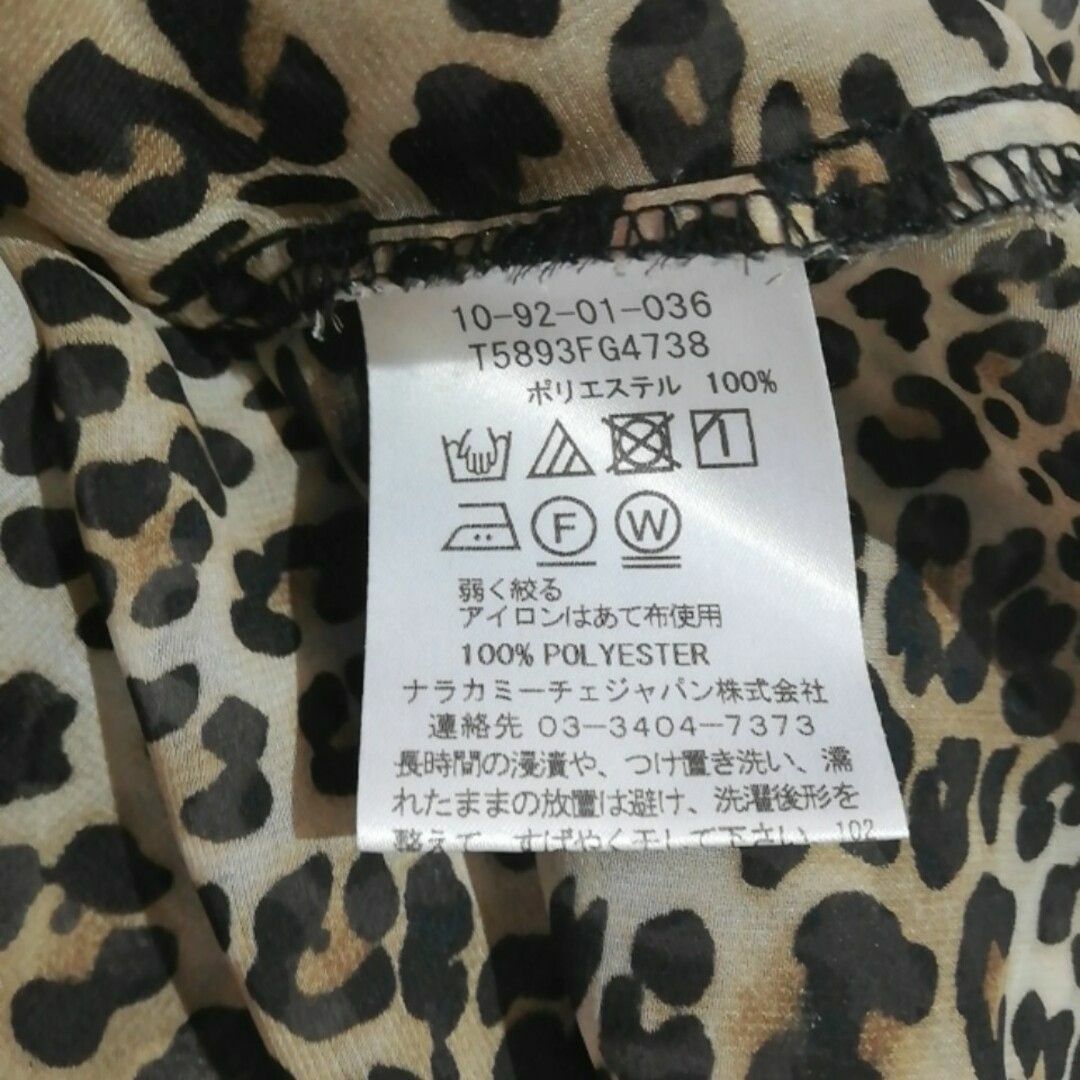 10-92-01-036
T5893FG4738
ポリエステル 100%
F W
弱く絞る
アイロンはあて布使用
100% POLYESTER
ナラカミーチェジャパン株式会社
連絡先 03-3404-7373
長時間の浸漬や、つけ置き洗い、濡
れたままの放置は避け、洗濯後形を
整えて、すばやく干して下さい。102